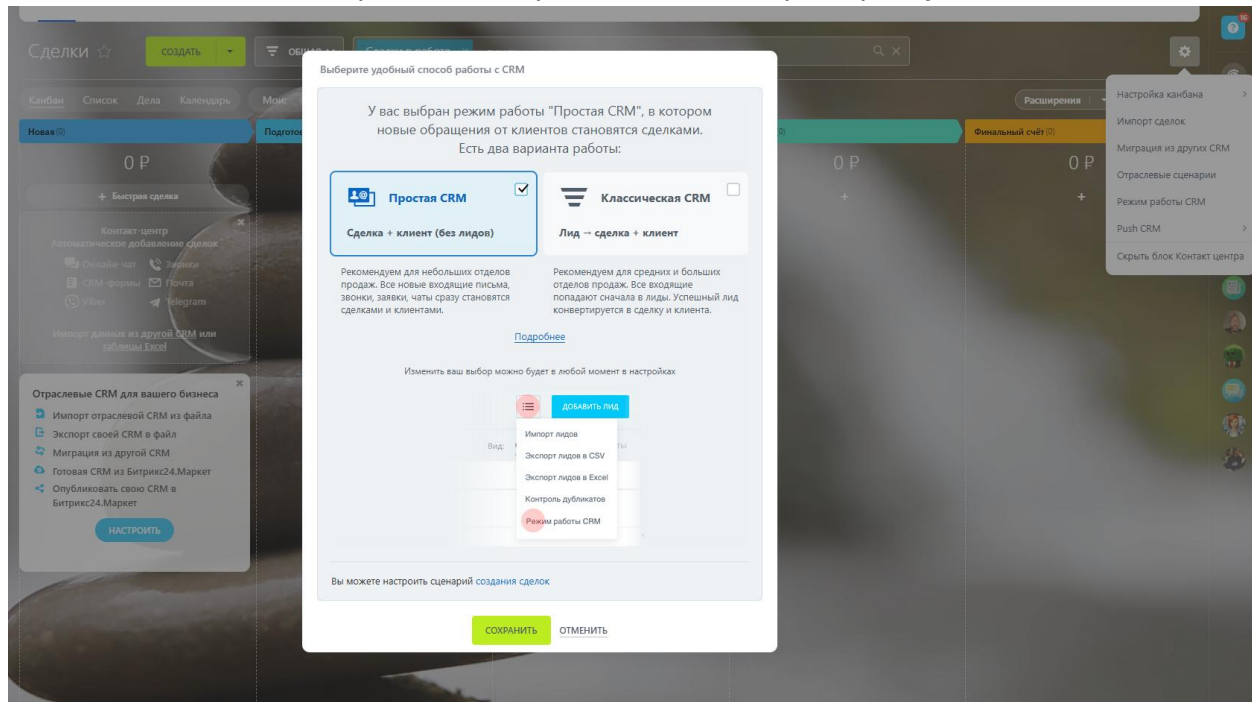 16
Сделки
СОЗДАТЬ
Выберите удобный способ работы с CRM
Канбан Список Дела Календарь
Расширения
Настройка канбана
Импорт сделок
Миграция из других CRM
Отраслевые сценарии
Режим работы CRM
Push CRM
Скрыть блок Контакт центра
У вас выбран режим работы "Простая CRM", в котором
новые обращения от клиентов становятся сделками.
Есть два варианта работы:
Новая (0)
Финальный счёт (0)
0 ₽
0 ₽
0 ₽
+ Быстрая сделка
+
+
Простая CRM
Сделка + клиент (без лидов)
Классическая CRM
Лид → сделка + клиент
Контакт-центр
Автоматическое добавление сделок
Онлайн-чат Звонки
CRM-формы Почта
Viber Telegram
Импорт данных из другой CRM или
таблицы Excel
Рекомендуем для небольших отделов
продаж. Все новые входящие письма,
звонки, заявки, чаты сразу становятся
сделками и клиентами.
Рекомендуем для средних и больших
отделов продаж. Все входящие
попадают сначала в лиды. Успешный лид
конвертируется в сделку и клиента.
Подробнее
Изменить ваш выбор можно будет в любой момент в настройках
ДОБАВИТЬ ЛИД
Вид:
Импорт лидов
Экспорт лидов в CSV
Экспорт лидов в Excel
Контроль дубликатов
Режим работы CRM
Отраслевые CRM для вашего бизнеса
Импорт отраслевой CRM из файла
Экспорт своей CRM в файл
Миграция из другой CRM
Готовая CRM из Битрикс24.Маркет
Опубликовать свою CRM в
Битрикс24.Маркет
НАСТРОИТЬ
Вы можете настроить сценарий создания сделок
СОХРАНИТЬ ОТМЕНИТЬ